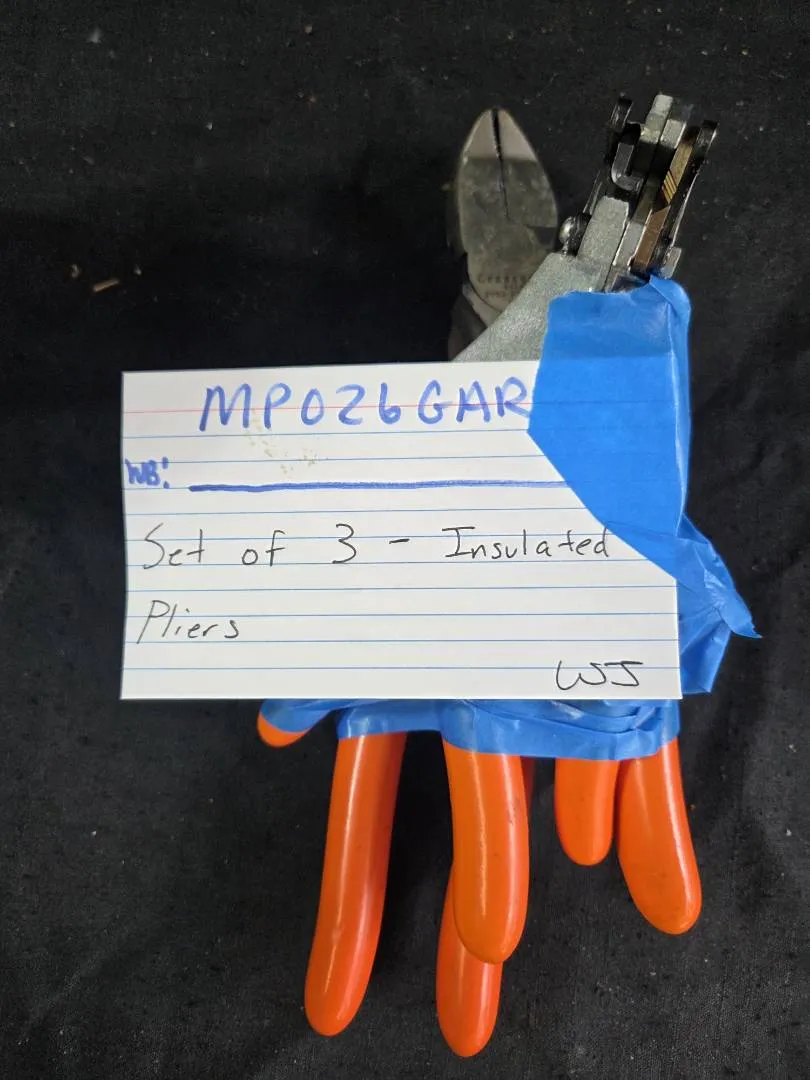 MP026GAR
WB:
Set of 3 - Insulated
Pliers
WJ